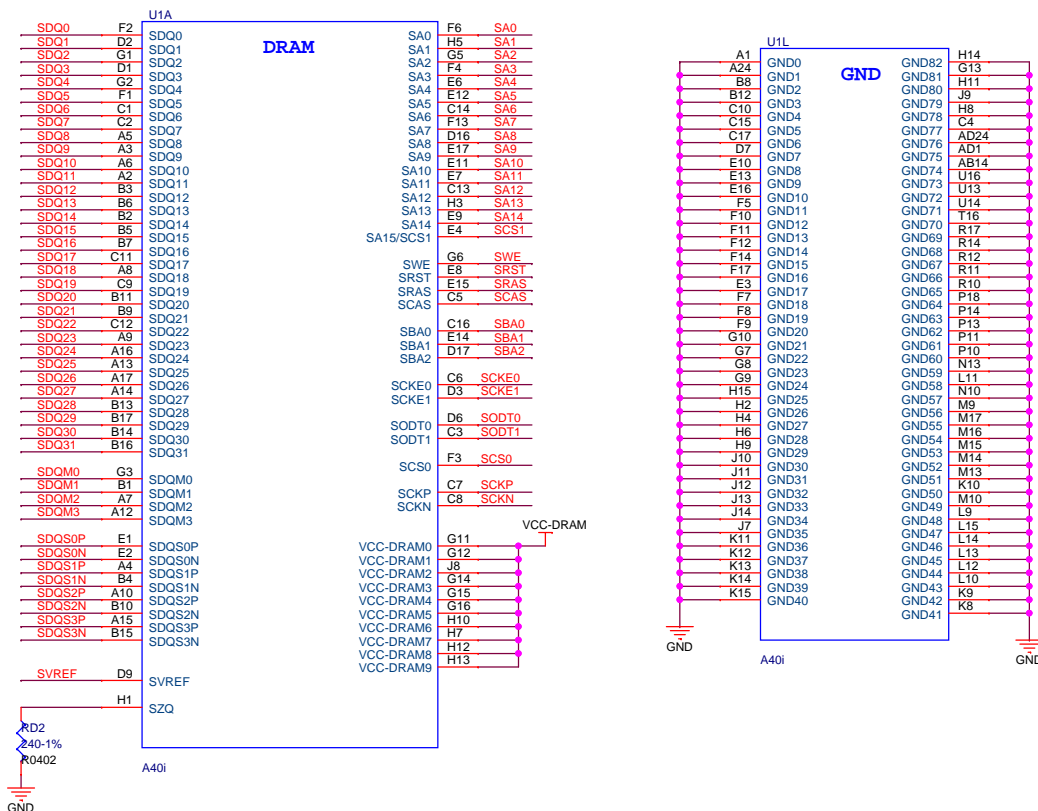 U1A
DRAM
SDQ0 F2 SDQ0
SDQ1 D2 SDQ1
SDQ2 G1 SDQ2
SDQ3 D1 SDQ3
SDQ4 G2 SDQ4
SDQ5 F1 SDQ5
SDQ6 C1 SDQ6
SDQ7 C2 SDQ7
SDQ8 A5 SDQ8
SDQ9 A3 SDQ9
SDQ10 A6 SDQ10
SDQ11 A2 SDQ11
SDQ12 B3 SDQ12
SDQ13 B6 SDQ13
SDQ14 B2 SDQ14
SDQ15 B5 SDQ15
SDQ16 B7 SDQ16
SDQ17 C11 SDQ17
SDQ18 A8 SDQ18
SDQ19 C9 SDQ19
SDQ20 B11 SDQ20
SDQ21 B9 SDQ21
SDQ22 C12 SDQ22
SDQ23 A9 SDQ23
SDQ24 A16 SDQ24
SDQ25 A13 SDQ25
SDQ26 A17 SDQ26
SDQ27 A14 SDQ27
SDQ28 B13 SDQ28
SDQ29 B17 SDQ29
SDQ30 B14 SDQ30
SDQ31 B16 SDQ31
SDQM0 G3 SDQM0
SDQM1 B1 SDQM1
SDQM2 A7 SDQM2
SDQM3 A12 SDQM3
SDQS0P E1 SDQS0P
SDQS0N E2 SDQS0N
SDQS1P A4 SDQS1P
SDQS1N B4 SDQS1N
SDQS2P A10 SDQS2P
SDQS2N B10 SDQS2N
SDQS3P A15 SDQS3P
SDQS3N B15 SDQS3N
SVREF D9 SVREF
H1 SZQ
RD2
240-1%
R0402
GND
SA0 F6 SA0
SA1 H5 SA1
SA2 G5 SA2
SA3 F4 SA3
SA4 E6 SA4
SA5 E12 SA5
SA6 C14 SA6
SA7 F13 SA7
SA8 D16 SA8
SA9 E17 SA9
SA10 E11 SA10
SA11 E7 SA11
SA12 C13 SA12
SA13 H3 SA13
SA14 E9 SA14
SA15/SCS1 E4 SCS1
SWE G6 SWE
SRST E8 SRST
SRAS E15 SRAS
SCAS C5 SCAS
SBA0 C16 SBA0
SBA1 E14 SBA1
SBA2 D17 SBA2
SCKE0 C6 SCKE0
SCKE1 D3 SCKE1
SODT0 D6 SODT0
SODT1 C3 SODT1
SCS0 F3 SCS0
SCKP C7 SCKP
SCKN C8 SCKN
VCC-DRAM
VCC-DRAM0 G11
VCC-DRAM1 G12
VCC-DRAM2 J8
VCC-DRAM3 G14
VCC-DRAM4 G15
VCC-DRAM5 G16
VCC-DRAM6 H10
VCC-DRAM7 H7
VCC-DRAM8 H12
VCC-DRAM9 H13
A40i
U1L
GND
A1 GND0
A24 GND1
B8 GND2
B12 GND3
C10 GND4
C15 GND5
C17 GND6
D7 GND7
E10 GND8
E13 GND9
E16 GND10
F5 GND11
F10 GND12
F11 GND13
F12 GND14
F14 GND15
F17 GND16
E3 GND17
F7 GND18
F8 GND19
F9 GND20
G10 GND21
G7 GND22
G8 GND23
G9 GND24
H15 GND25
H2 GND26
H4 GND27
H6 GND28
H9 GND29
J10 GND30
J11 GND31
J12 GND32
J13 GND33
J14 GND34
J7 GND35
K11 GND36
K12 GND37
K13 GND38
K14 GND39
K15 GND40
GND
GND82 H14
GND81 G13
GND80 H11
GND79 J9
GND78 H8
GND77 C4
GND76 AD24
GND75 AD1
GND74 AB14
GND73 U16
GND72 U13
GND71 U14
GND70 T16
GND69 R17
GND68 R14
GND67 R12
GND66 R11
GND65 R10
GND64 P18
GND63 P14
GND62 P13
GND61 P11
GND60 P10
GND59 N13
GND58 L11
GND57 N10
GND56 M9
GND55 M17
GND54 M16
GND53 M15
GND52 M14
GND51 M13
GND50 K10
GND49 M10
GND48 L9
GND47 L15
GND46 L14
GND45 L13
GND44 L12
GND43 L10
GND42 K9
GND41 K8
GND
A40i